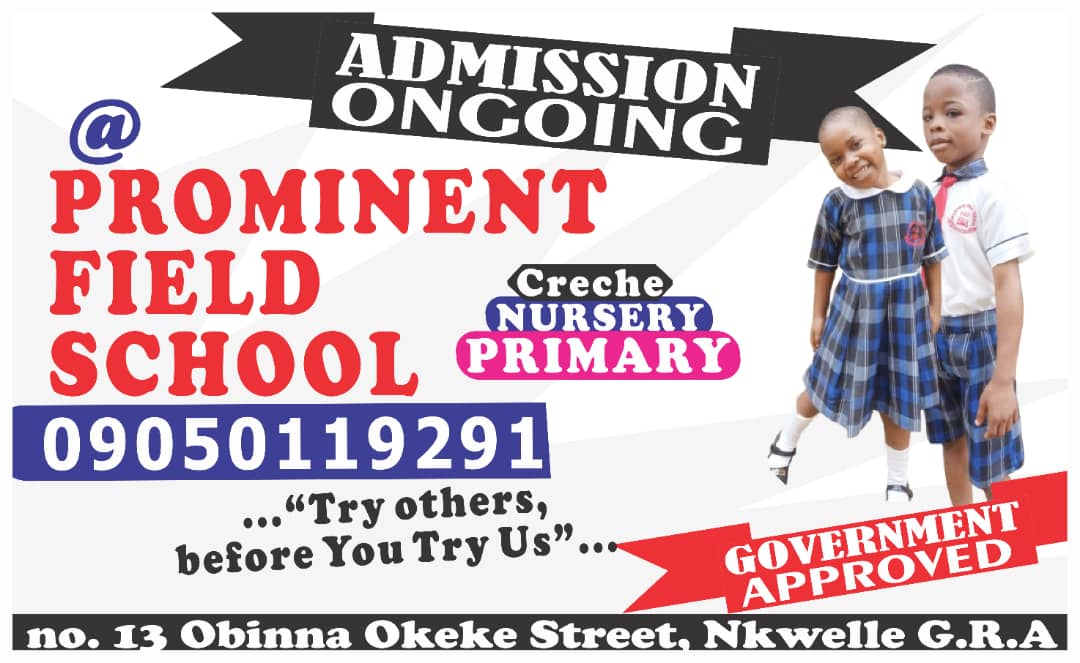 ADMISSION
ONGOING
@
PROMINENT
FIELD
SCHOOL
Creche
NURSERY
PRIMARY
09050119291
..."Try others,
before You Try Us"...
GOVERNMENT
APPROVED
no. 13 Obinna Okeke Street, Nkwelle G.R.A